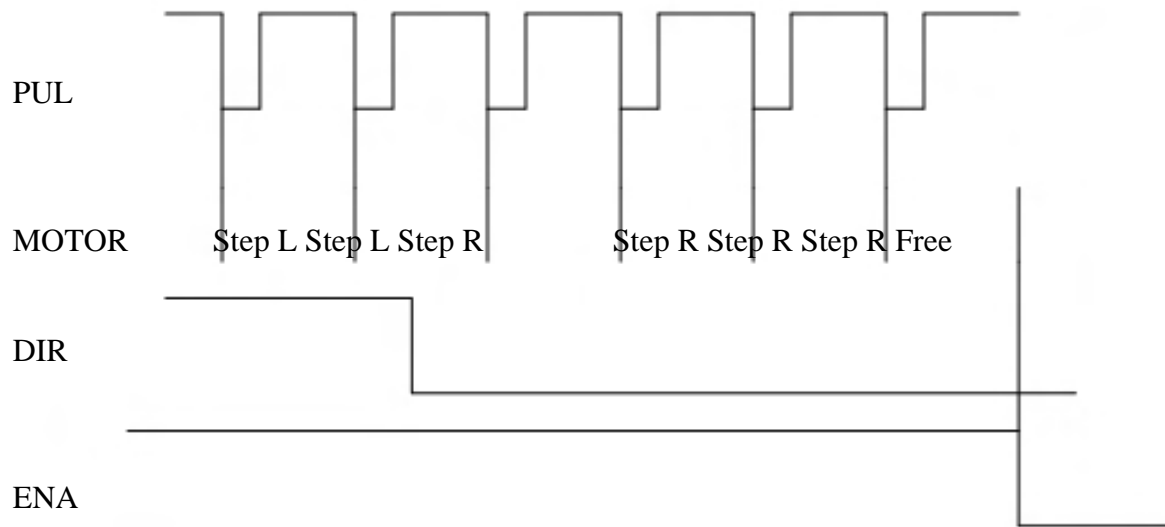 PUL
MOTOR Step L Step L Step R Step R Step R Step R Free
DIR
ENA